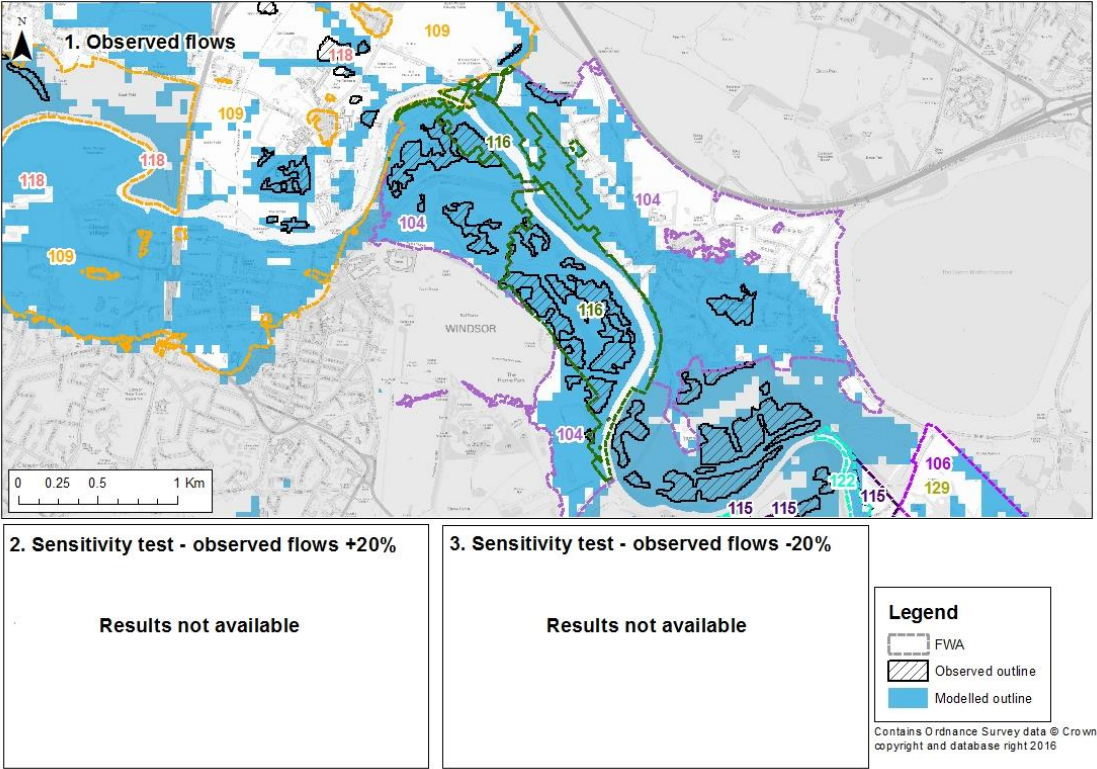 N
1. Observed flows
109
118
109
118
118
109
116
104
104
116
WINDSOR
The Home Park
104
106
129
122
115
115
115
0 0.25 0.5 1 Km
2. Sensitivity test - observed flows +20%
Results not available
3. Sensitivity test - observed flows -20%
Results not available
Legend
FWA
Observed outline
Modelled outline
Contains Ordnance Survey data © Crown
copyright and database right 2016